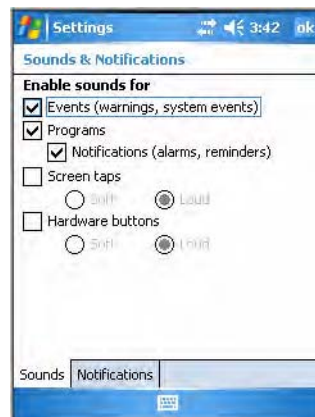 Settings 3:42 ok
Sounds & Notifications
Enable sounds for
Events (warnings, system events)
Programs
Notifications (alarms, reminders)
Screen taps
Soft Loud
Hardware buttons
Soft Loud
Sounds Notifications